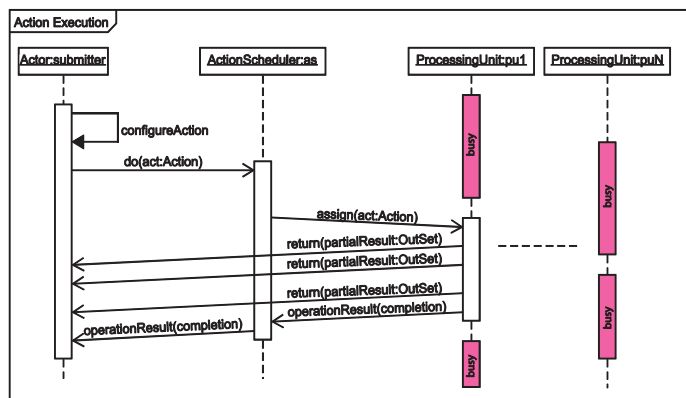 Action Execution
Actor:submitter
ActionScheduler:as
ProcessingUnit:pu1
ProcessingUnit:puN
busy
configureAction
busy
do(act:Action)
assign(act:Action)
return(partialResult:OutSet)
return(partialResult:OutSet)
return(partialResult:OutSet)
busy
operationResult(completion)
operationResult(completion)
busy